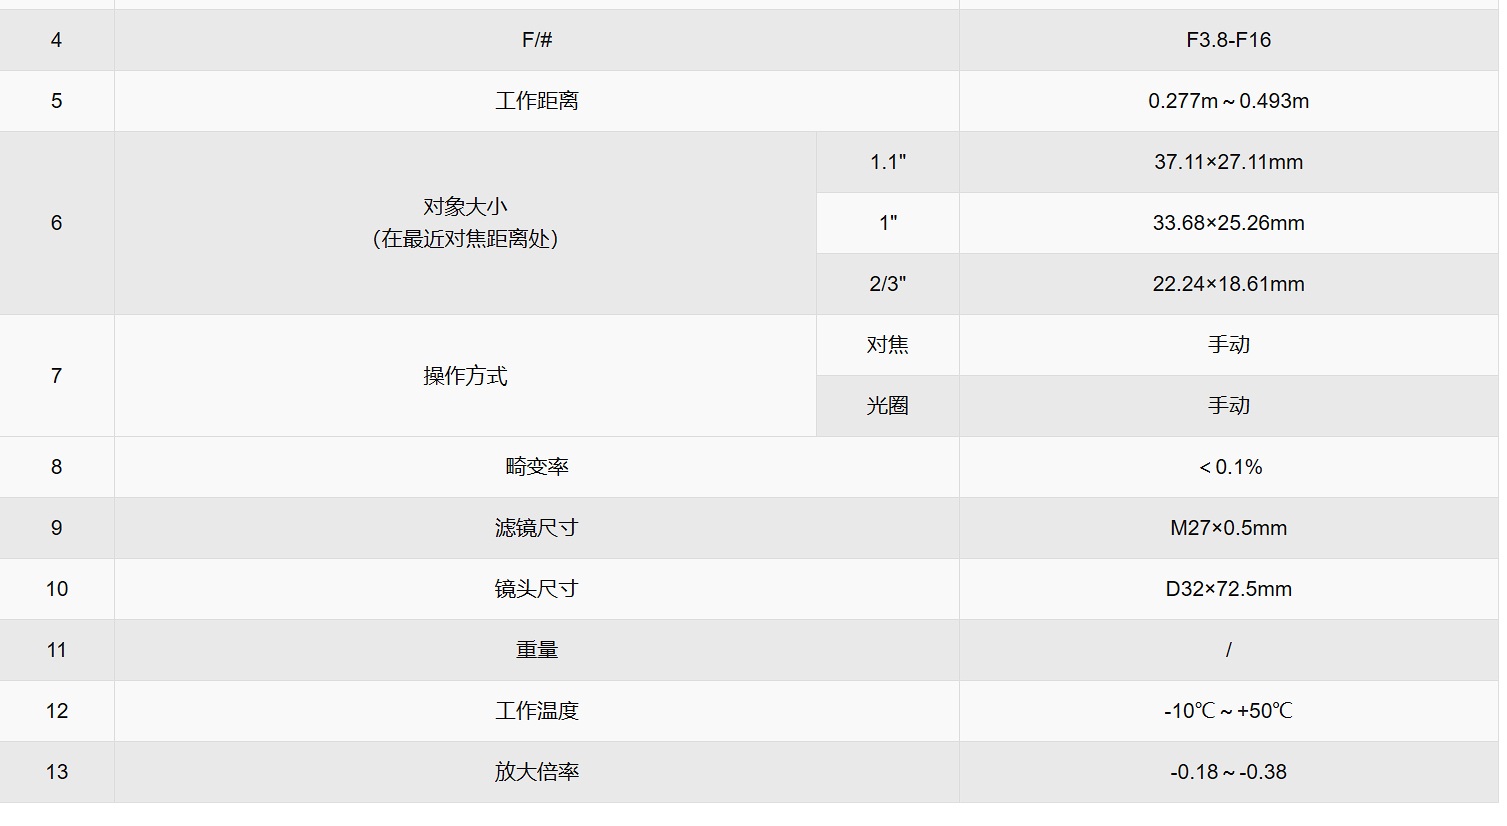 4 F/# F3.8-F16
5 工作距离 0.277m～0.493m
6 对象大小
（在最近对焦距离处）
1.1" 37.11×27.11mm
1" 33.68×25.26mm
2/3" 22.24×18.61mm
7 操作方式
对焦 手动
光圈 手动
8 畸变率 ＜0.1%
9 滤镜尺寸 M27×0.5mm
10 镜头尺寸 D32×72.5mm
11 重量 /
12 工作温度 -10℃～+50℃
13 放大倍率 -0.18～-0.38